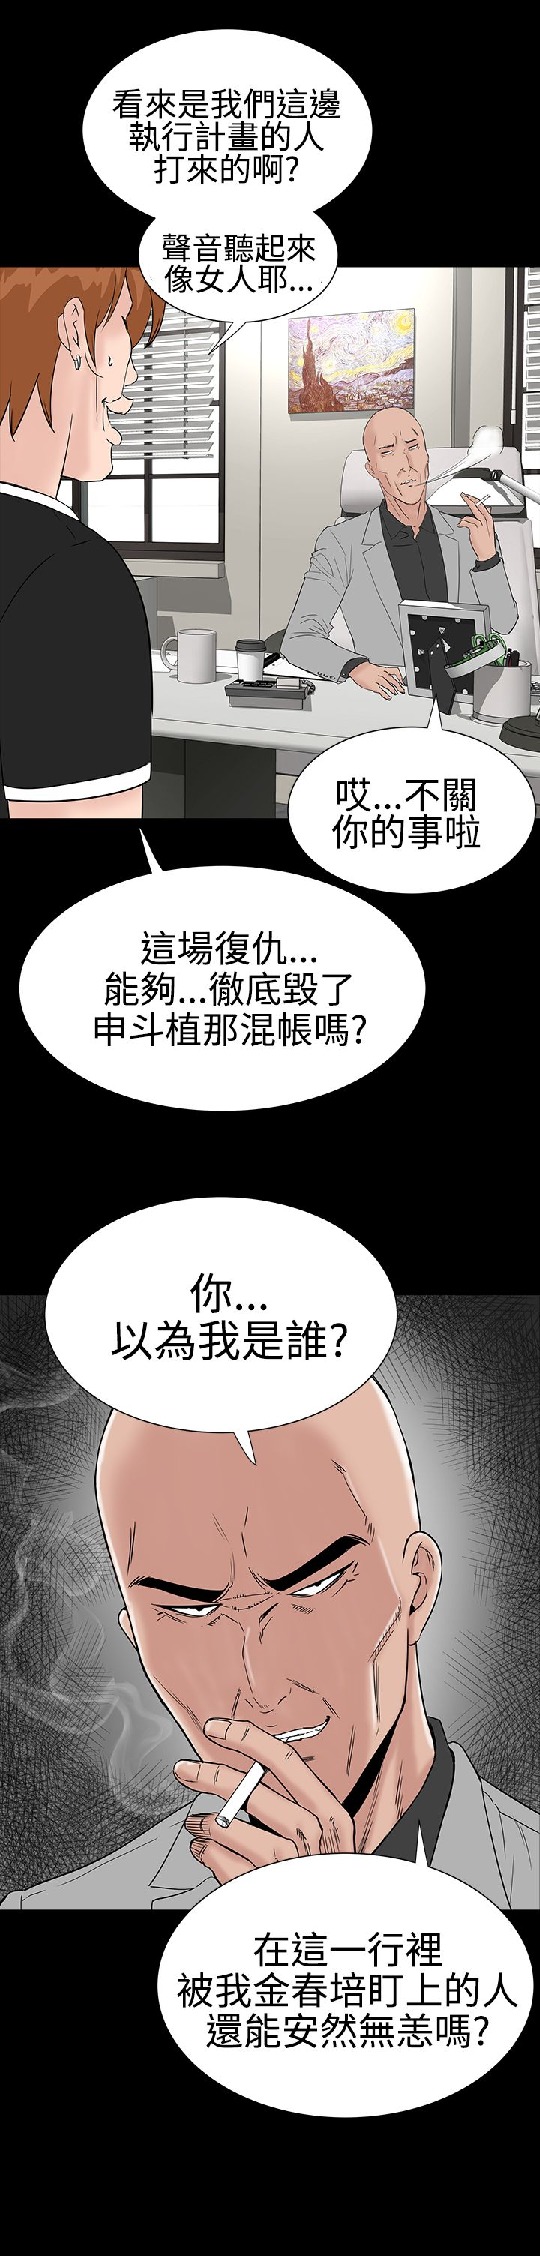 看來是我們這邊
執行計畫的人
打來的啊?
聲音聽起來
像女人耶...
哎...不關
你的事啦
這場復仇...
能夠...徹底毀了
申斗植那混帳嗎?
你...
以為我是誰?
在這一行裡
被我金春培盯上的人
還能安然無恙嗎?